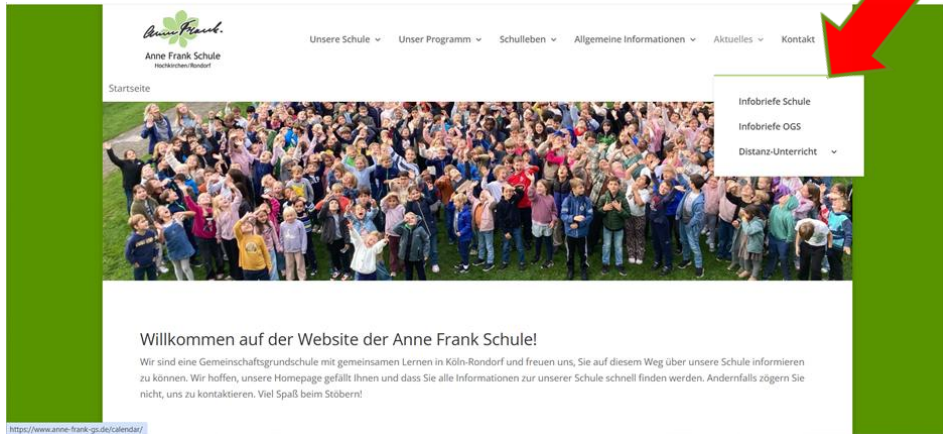 Anne Frank.
Anne Frank Schule
Hochkirchen/Rondorf
Unsere Schule
Unser Programm
Schulleben
Allgemeine Informationen
Aktuelles
Kontakt
Startseite
Infobriefe Schule
Infobriefe OGS
Distanz-Unterricht
Willkommen auf der Website der Anne Frank Schule!
Wir sind eine Gemeinschaftsgrundschule mit gemeinsamen Lernen in Köln-Rondorf und freuen uns, Sie auf diesem Weg über unsere Schule informieren
zu können. Wir hoffen, unsere Homepage gefällt Ihnen und dass Sie alle Informationen zur unserer Schule schnell finden werden. Andernfalls zögern Sie
nicht, uns zu kontaktieren. Viel Spaß beim Stöbern!
https://www.anne-frank-gs.de/calendar/